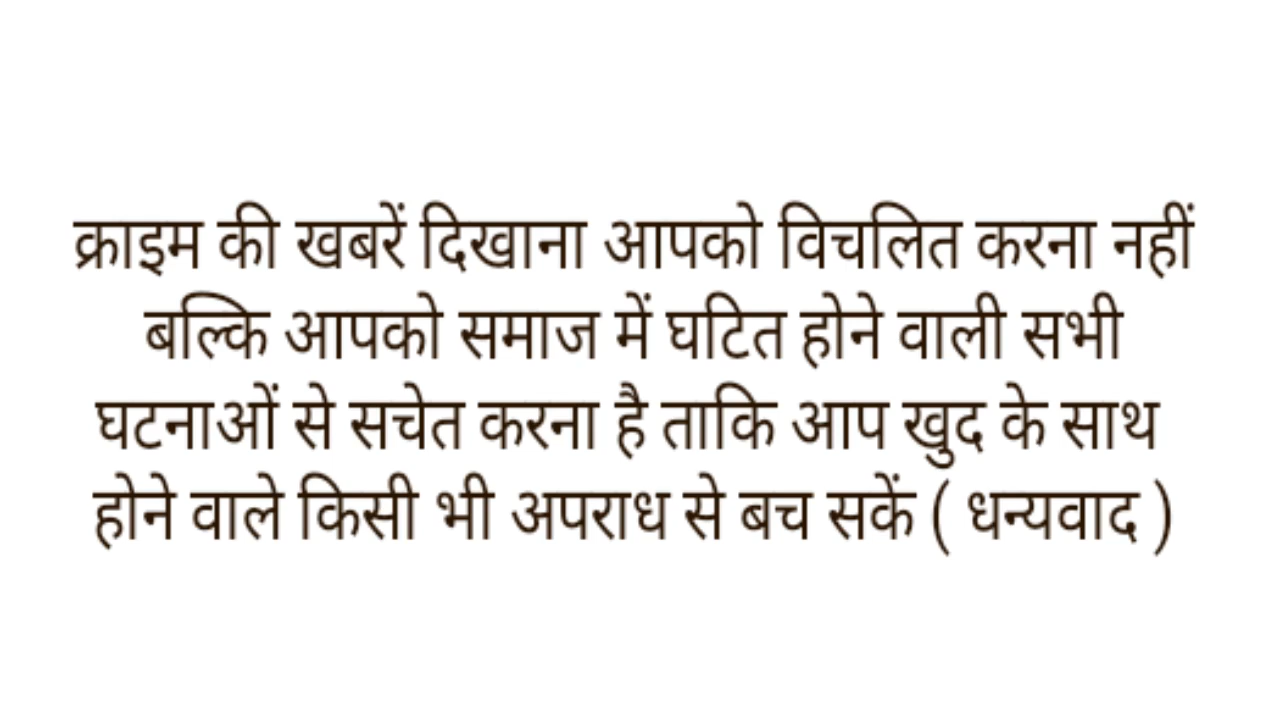 क्राइम की खबरें दिखाना आपको विचलित करना नहीं
बल्कि आपको समाज में घटित होने वाली सभी
घटनाओं से सचेत करना है ताकि आप खुद के साथ
होने वाले किसी भी अपराध से बच सकें ( धन्यवाद )